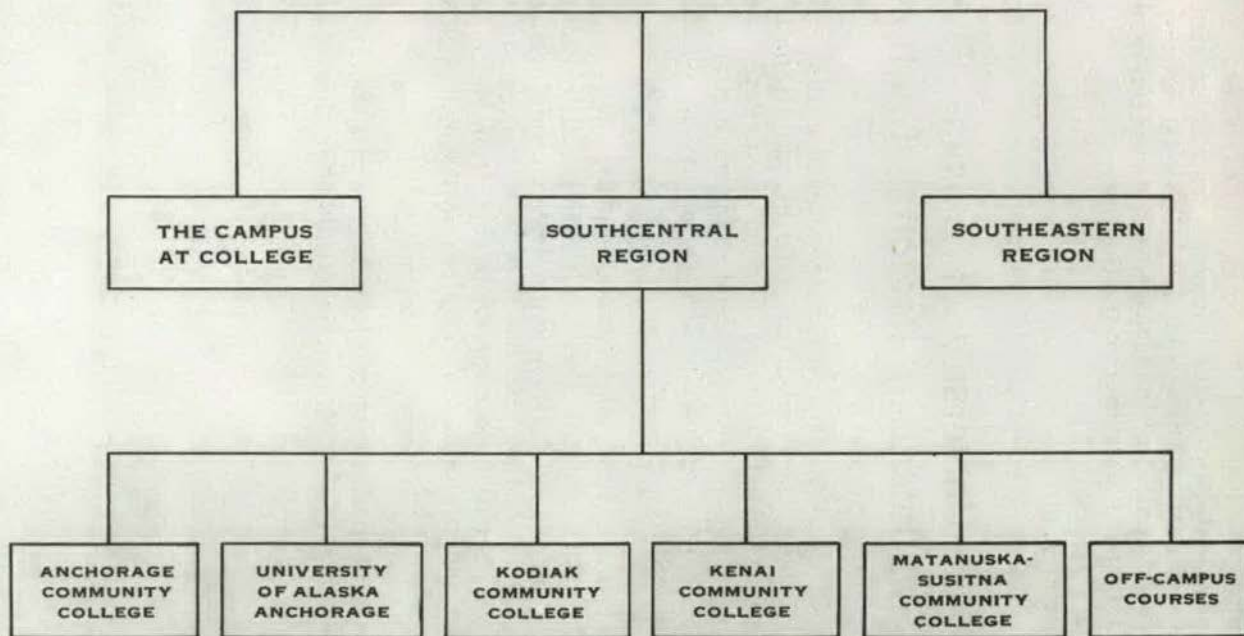 THE CAMPUS
AT COLLEGE
SOUTHCENTRAL
REGION
SOUTHEASTERN
REGION
ANCHORAGE
COMMUNITY
COLLEGE
UNIVERSITY
OF ALASKA
ANCHORAGE
KODIAK
COMMUNITY
COLLEGE
KENAI
COMMUNITY
COLLEGE
MATANUSKA-
SUSITNA
COMMUNITY
COLLEGE
OFF-CAMPUS
COURSES